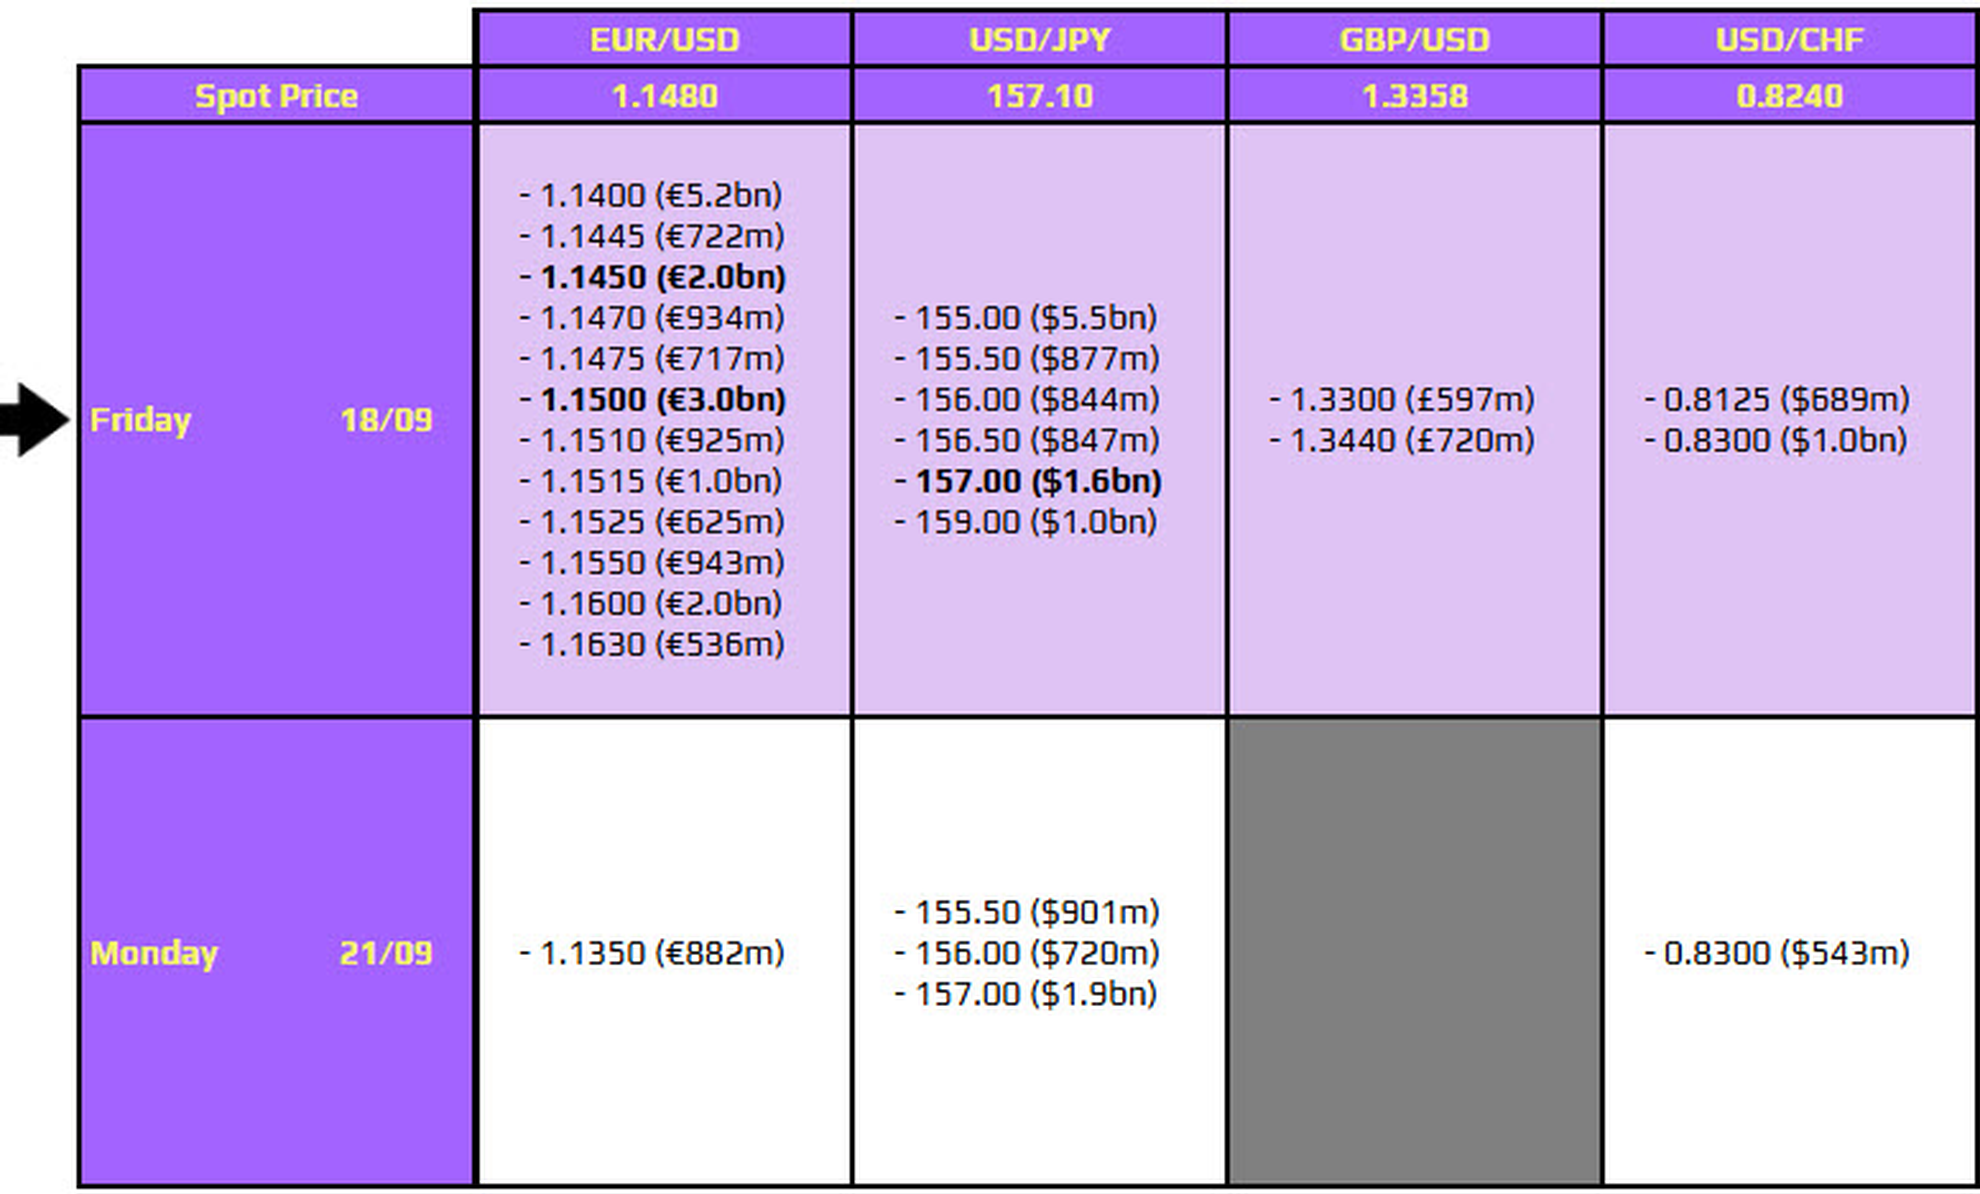 EUR/USD USD/JPY GBP/USD USD/CHF
Spot Price 1.1480 157.10 1.3358 0.8240
Friday 18/09
- 1.1400 (€5.2bn)
- 1.1445 (€722m)
- 1.1450 (€2.0bn)
- 1.1470 (€934m)
- 1.1475 (€717m)
- 1.1500 (€3.0bn)
- 1.1510 (€925m)
- 1.1515 (€1.0bn)
- 1.1525 (€625m)
- 1.1550 (€943m)
- 1.1600 (€2.0bn)
- 1.1630 (€536m)
- 155.00 ($5.5bn)
- 155.50 ($877m)
- 156.00 ($844m)
- 156.50 ($847m)
- 157.00 ($1.6bn)
- 159.00 ($1.0bn)
- 1.3300 (£597m)
- 1.3440 (£720m)
- 0.8125 ($689m)
- 0.8300 ($1.0bn)
Monday 21/09
- 1.1350 (€882m)
- 155.50 ($901m)
- 156.00 ($720m)
- 157.00 ($1.9bn)
- 0.8300 ($543m)